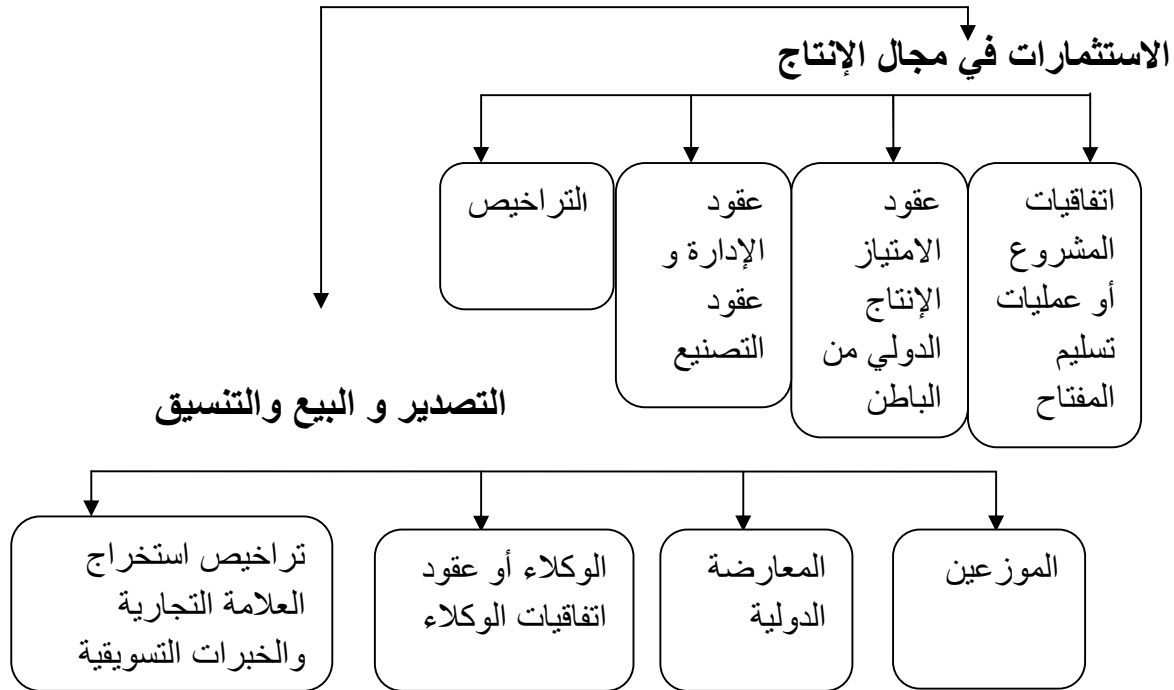 الاستثمارات في مجال الإنتاج
اتفاقيات
المشروع
أو عمليات
تسليم
المفتاح
عقود
الامتياز
الإنتاج
الدولي من
الباطن
عقود
الإدارة و
عقود
التصنيع
التراخيص
التصدير و البيع والتنسيق
الموزعين
المعارضة
الدولية
الوكلاء أو عقود
اتفاقيات الوكلاء
تراخيص استخراج
العلامة التجارية
والخبرات التسويقية